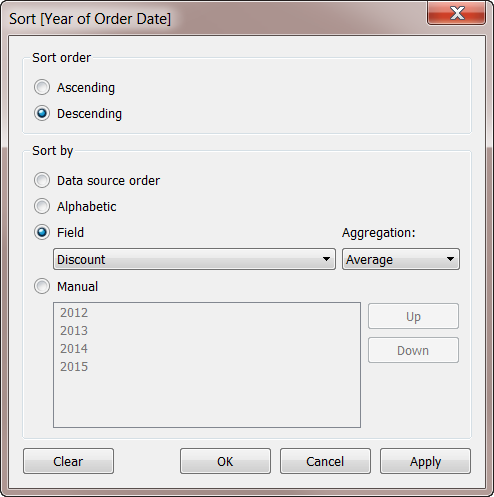 Sort [Year of Order Date]
Sort order
Ascending
Descending
Sort by
Data source order
Alphabetic
Field
Aggregation:
Discount
Average
Manual
2012
2013
2014
2015
Up
Down
Clear
OK
Cancel
Apply